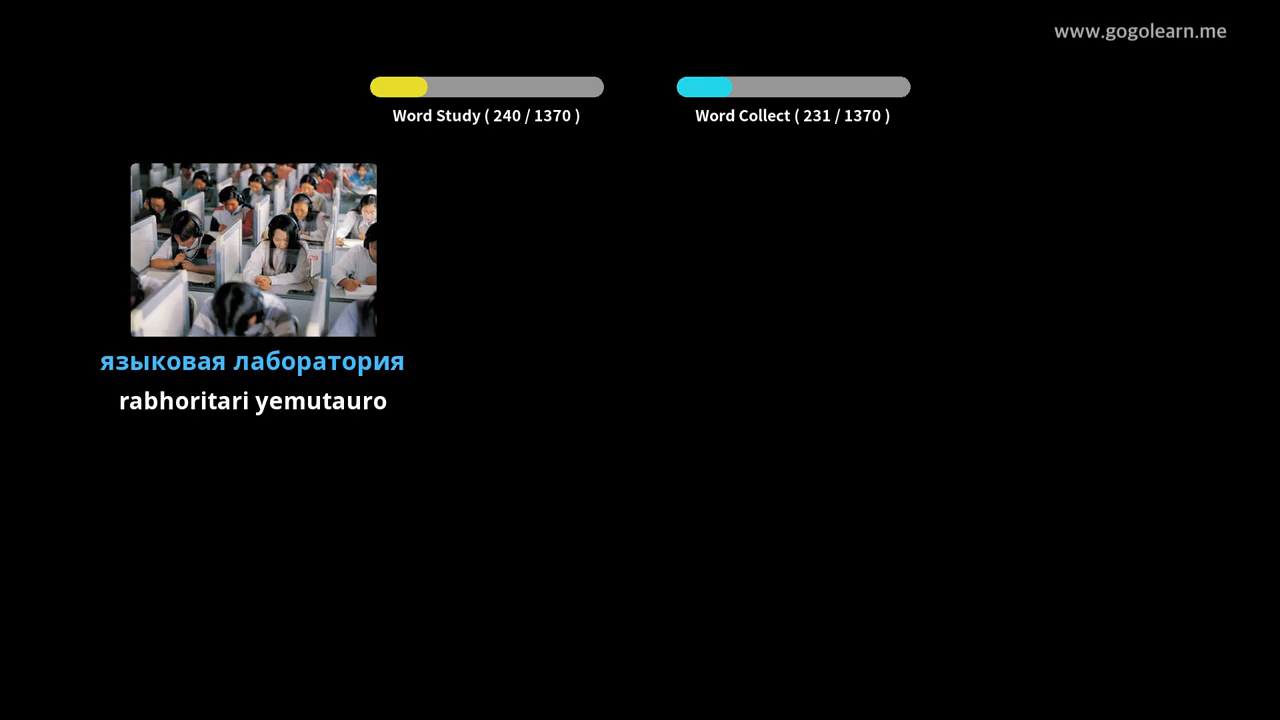 www.gogolearn.me
Word Study ( 240 / 1370 )
Word Collect ( 231 / 1370 )
языковая лаборатория
rabhoritari yemutauro